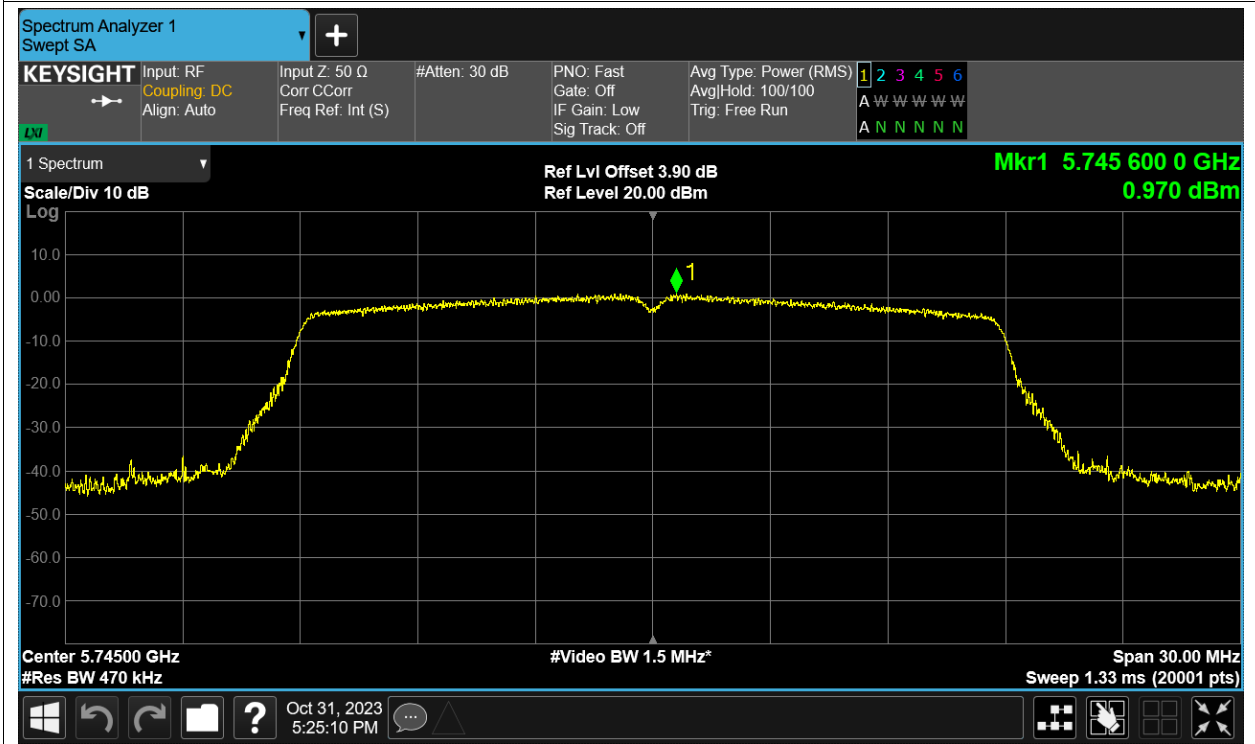 Spectrum Analyzer 1
Swept SA
+
KEYSIGHT
LXI
Input: RF
Coupling: DC
Align: Auto
Input Z: 50 Ω
Corr CCorr
Freq Ref: Int (S)
#Atten: 30 dB
PNO: Fast
Gate: Off
IF Gain: Low
Sig Track: Off
Avg Type: Power (RMS)
Avg|Hold: 100/100
Trig: Free Run
1 2 3 4 5 6
A W W W W W
A N N N N N
1 Spectrum
Scale/Div 10 dB
Ref Lvl Offset 3.90 dB
Ref Level 20.00 dBm
Mkr1 5.745 600 0 GHz
0.970 dBm
Log
10.0
0.00
-10.0
-20.0
-30.0
-40.0
-50.0
-60.0
-70.0
1
Center 5.74500 GHz
#Res BW 470 kHz
#Video BW 1.5 MHz*
Span 30.00 MHz
Sweep 1.33 ms (20001 pts)
?
Oct 31, 2023
5:25:10 PM